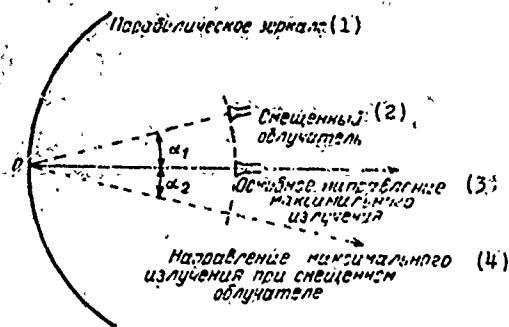 Параболическое зеркало (1)
Смещенный (2)
облучитель
α₁
O
α₂
Основное направление (3)
максимального
излучения
Направление максимального (4)
излучения при смещенном
облучателе